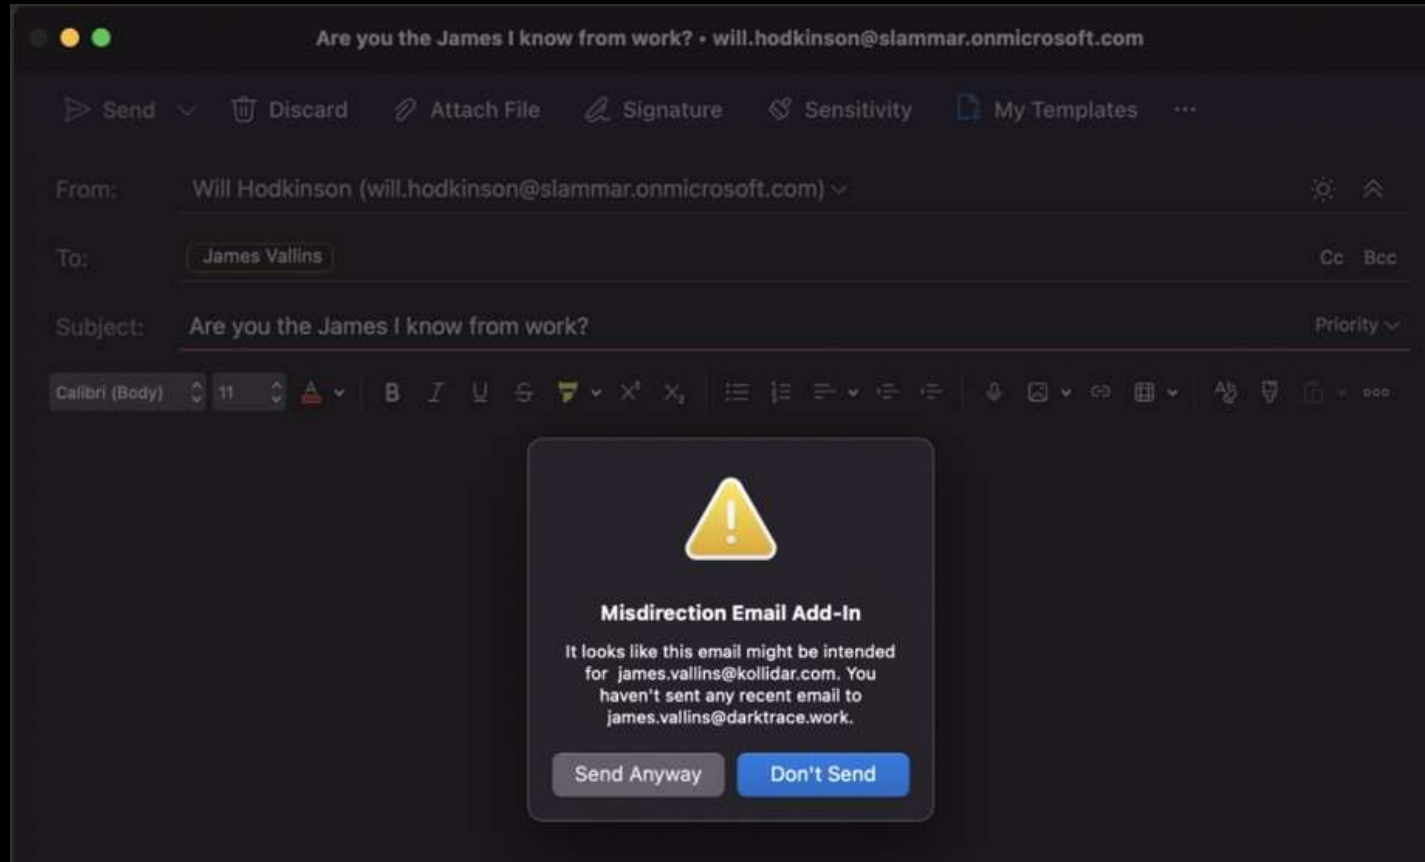 Are you the James I know from work? • will.hodkinson@slammar.onmicrosoft.com
Send Discard Attach File Signature Sensitivity My Templates ...
From: Will Hodkinson (will.hodkinson@slammar.onmicrosoft.com)
To: James Vallins Cc Bcc
Subject: Are you the James I know from work? Priority
Calibri (Body) 11 A B I U S X² X₂ Ab
Misdirection Email Add-In
It looks like this email might be intended
for james.vallins@kollidar.com. You
haven't sent any recent email to
james.vallins@darktrace.work.
Send Anyway Don't Send